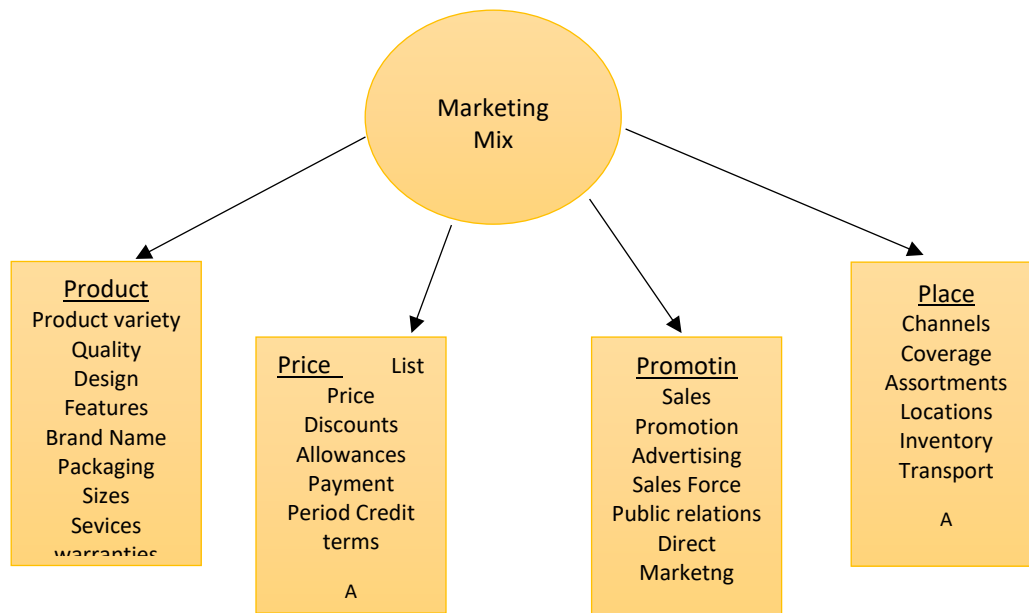 Marketing
Mix
Product
Product variety
Quality
Design
Features
Brand Name
Packaging
Sizes
Sevices
warranties
Price List
Price
Discounts
Allowances
Payment
Period Credit
terms
A
Promotin
Sales
Promotion
Advertising
Sales Force
Public relations
Direct
Marketng
Place
Channels
Coverage
Assortments
Locations
Inventory
Transport
A